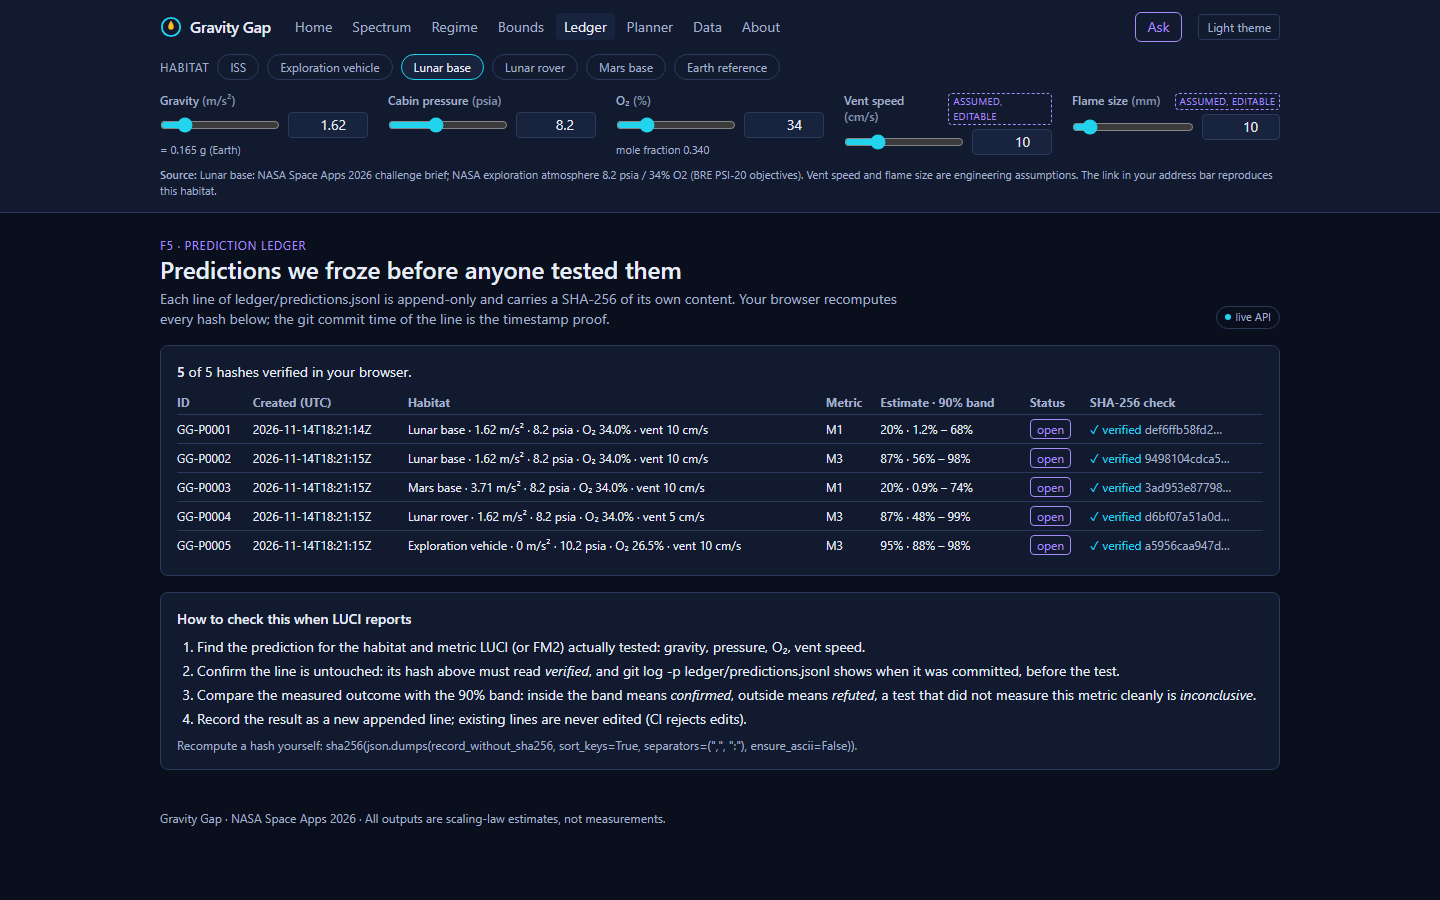 Gravity Gap Home Spectrum Regime Bounds Ledger Planner Data About Ask Light theme
HABITAT ISS Exploration vehicle Lunar base Lunar rover Mars base Earth reference
Gravity (m/s²) 1.62
= 0.165 g (Earth)
Cabin pressure (psia) 8.2
O₂ (%) 34
mole fraction 0.340
Vent speed (cm/s) ASSUMED, EDITABLE 10
Flame size (mm) ASSUMED, EDITABLE 10
Source: Lunar base: NASA Space Apps 2026 challenge brief; NASA exploration atmosphere 8.2 psia / 34% O2 (BRE PSI-20 objectives). Vent speed and flame size are engineering assumptions. The link in your address bar reproduces
this habitat.
F5 · PREDICTION LEDGER
Predictions we froze before anyone tested them
Each line of ledger/predictions.jsonl is append-only and carries a SHA-256 of its own content. Your browser recomputes
every hash below; the git commit time of the line is the timestamp proof.
live API
5 of 5 hashes verified in your browser.
ID Created (UTC) Habitat Metric Estimate · 90% band Status SHA-256 check
GG-P0001 2026-11-14T18:21:14Z Lunar base · 1.62 m/s² · 8.2 psia · O₂ 34.0% · vent 10 cm/s M1 20% · 1.2% – 68% open ✓ verified def6ffb58fd2…
GG-P0002 2026-11-14T18:21:15Z Lunar base · 1.62 m/s² · 8.2 psia · O₂ 34.0% · vent 10 cm/s M3 87% · 56% – 98% open ✓ verified 9498104cdca5…
GG-P0003 2026-11-14T18:21:15Z Mars base · 3.71 m/s² · 8.2 psia · O₂ 34.0% · vent 10 cm/s M1 20% · 0.9% – 74% open ✓ verified 3ad953e87798…
GG-P0004 2026-11-14T18:21:15Z Lunar rover · 1.62 m/s² · 8.2 psia · O₂ 34.0% · vent 5 cm/s M3 87% · 48% – 99% open ✓ verified d6bf07a51a0d…
GG-P0005 2026-11-14T18:21:15Z Exploration vehicle · 0 m/s² · 10.2 psia · O₂ 26.5% · vent 10 cm/s M3 95% · 88% – 98% open ✓ verified a5956caa947d…
How to check this when LUCI reports
1. Find the prediction for the habitat and metric LUCI (or FM2) actually tested: gravity, pressure, O₂, vent speed.
2. Confirm the line is untouched: its hash above must read verified, and git log -p ledger/predictions.jsonl shows when it was committed, before the test.
3. Compare the measured outcome with the 90% band: inside the band means confirmed, outside means refuted, a test that did not measure this metric cleanly is inconclusive.
4. Record the result as a new appended line; existing lines are never edited (CI rejects edits).
Recompute a hash yourself: sha256(json.dumps(record_without_sha256, sort_keys=True, separators=(",", ":"), ensure_ascii=False)).
Gravity Gap · NASA Space Apps 2026 · All outputs are scaling-law estimates, not measurements.